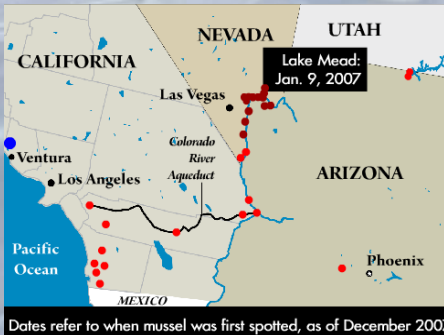 UTAH
NEVADA
CALIFORNIA
Lake Mead:
Jan. 9, 2007
Las Vegas
Colorado
River
Aqueduct
Ventura
Los Angeles
ARIZONA
Pacific
Ocean
Phoenix
MEXICO
Dates refer to when mussel was first spotted, as of December